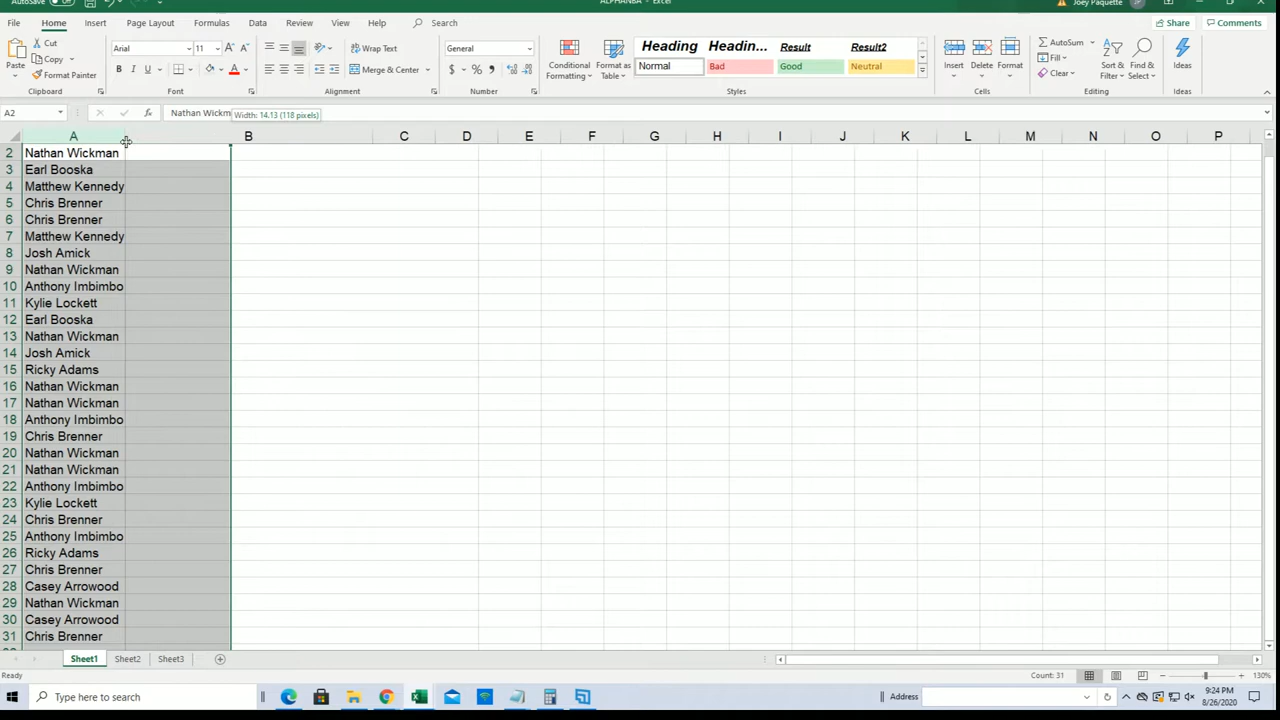 AutoSave Off ALPHANBA - Excel Joey Paquette JP
File Home Insert Page Layout Formulas Data Review View Help Search Share Comments
Paste Cut Copy Format Painter Clipboard
Arial 11 A A B I U A Font
Wrap Text Merge & Center Alignment
General $ % , Number
Conditional Formatting Format as Table Heading Headin... Result Result2 Normal Bad Good Neutral Styles
Insert Delete Format Cells
AutoSum Fill Clear Sort & Filter Find & Select Editing
Ideas Ideas
A2 fx Nathan Wickm Width: 14.13 (118 pixels)
A B C D E F G H I J K L M N O P
2 Nathan Wickman
3 Earl Booska
4 Matthew Kennedy
5 Chris Brenner
6 Chris Brenner
7 Matthew Kennedy
8 Josh Amick
9 Nathan Wickman
10 Anthony Imbimbo
11 Kylie Lockett
12 Earl Booska
13 Nathan Wickman
14 Josh Amick
15 Ricky Adams
16 Nathan Wickman
17 Nathan Wickman
18 Anthony Imbimbo
19 Chris Brenner
20 Nathan Wickman
21 Nathan Wickman
22 Anthony Imbimbo
23 Kylie Lockett
24 Chris Brenner
25 Anthony Imbimbo
26 Ricky Adams
27 Chris Brenner
28 Casey Arrowood
29 Nathan Wickman
30 Casey Arrowood
31 Chris Brenner
Sheet1 Sheet2 Sheet3
Ready Count: 31 130%
Type here to search Address 9:24 PM
8/26/2020